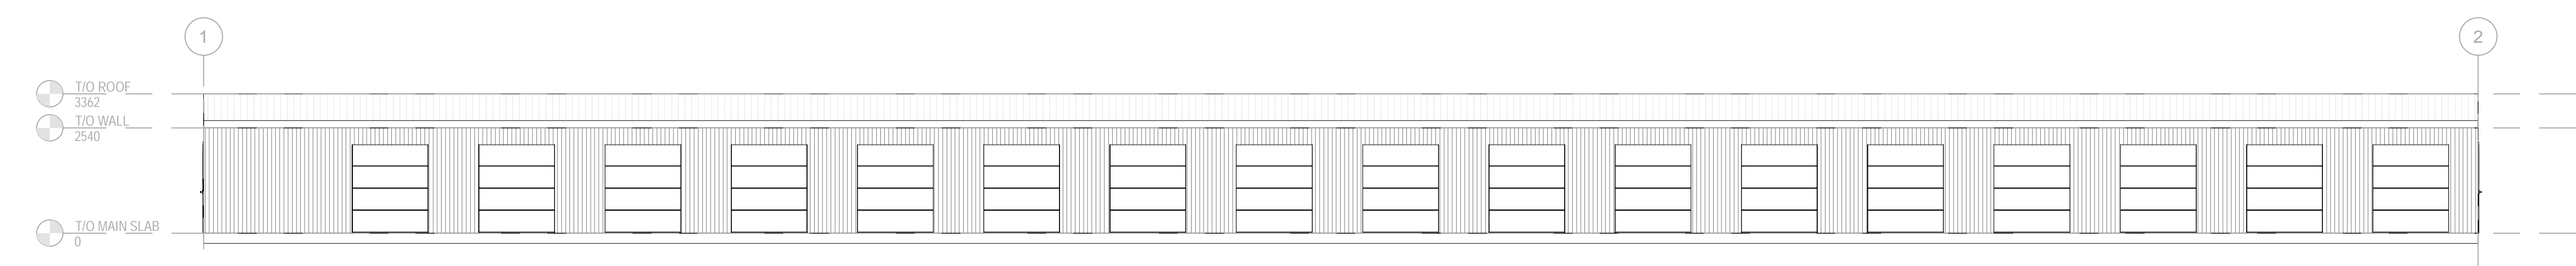 1
2
T/O ROOF
3362
T/O WALL
2540
T/O MAIN SLAB
0